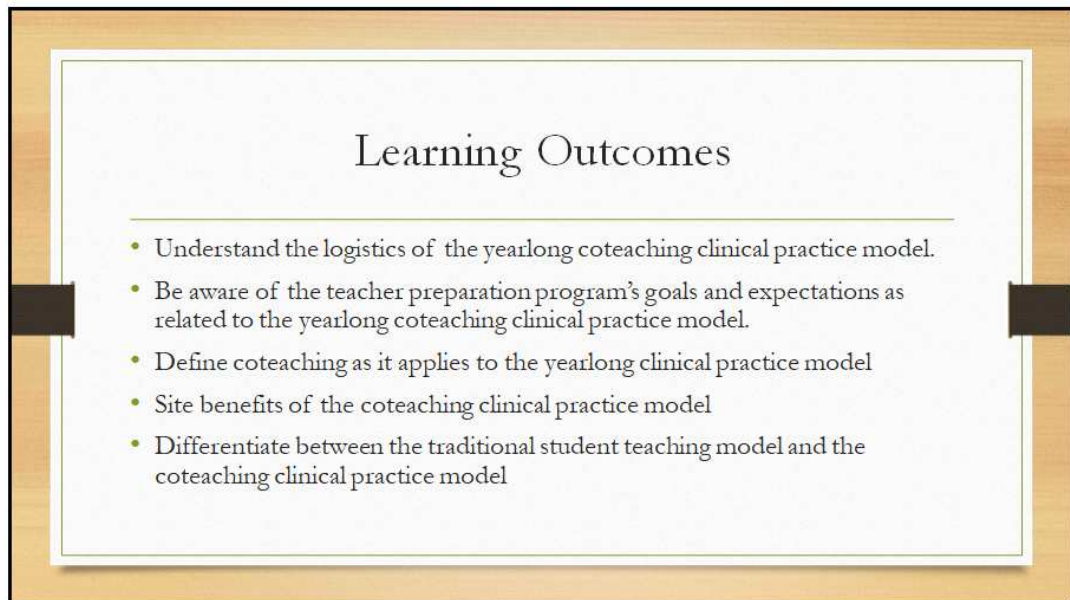 Learning Outcomes
• Understand the logistics of the yearlong coteaching clinical practice model.
• Be aware of the teacher preparation program's goals and expectations as
related to the yearlong coteaching clinical practice model.
• Define coteaching as it applies to the yearlong clinical practice model
• Site benefits of the coteaching clinical practice model
• Differentiate between the traditional student teaching model and the
coteaching clinical practice model